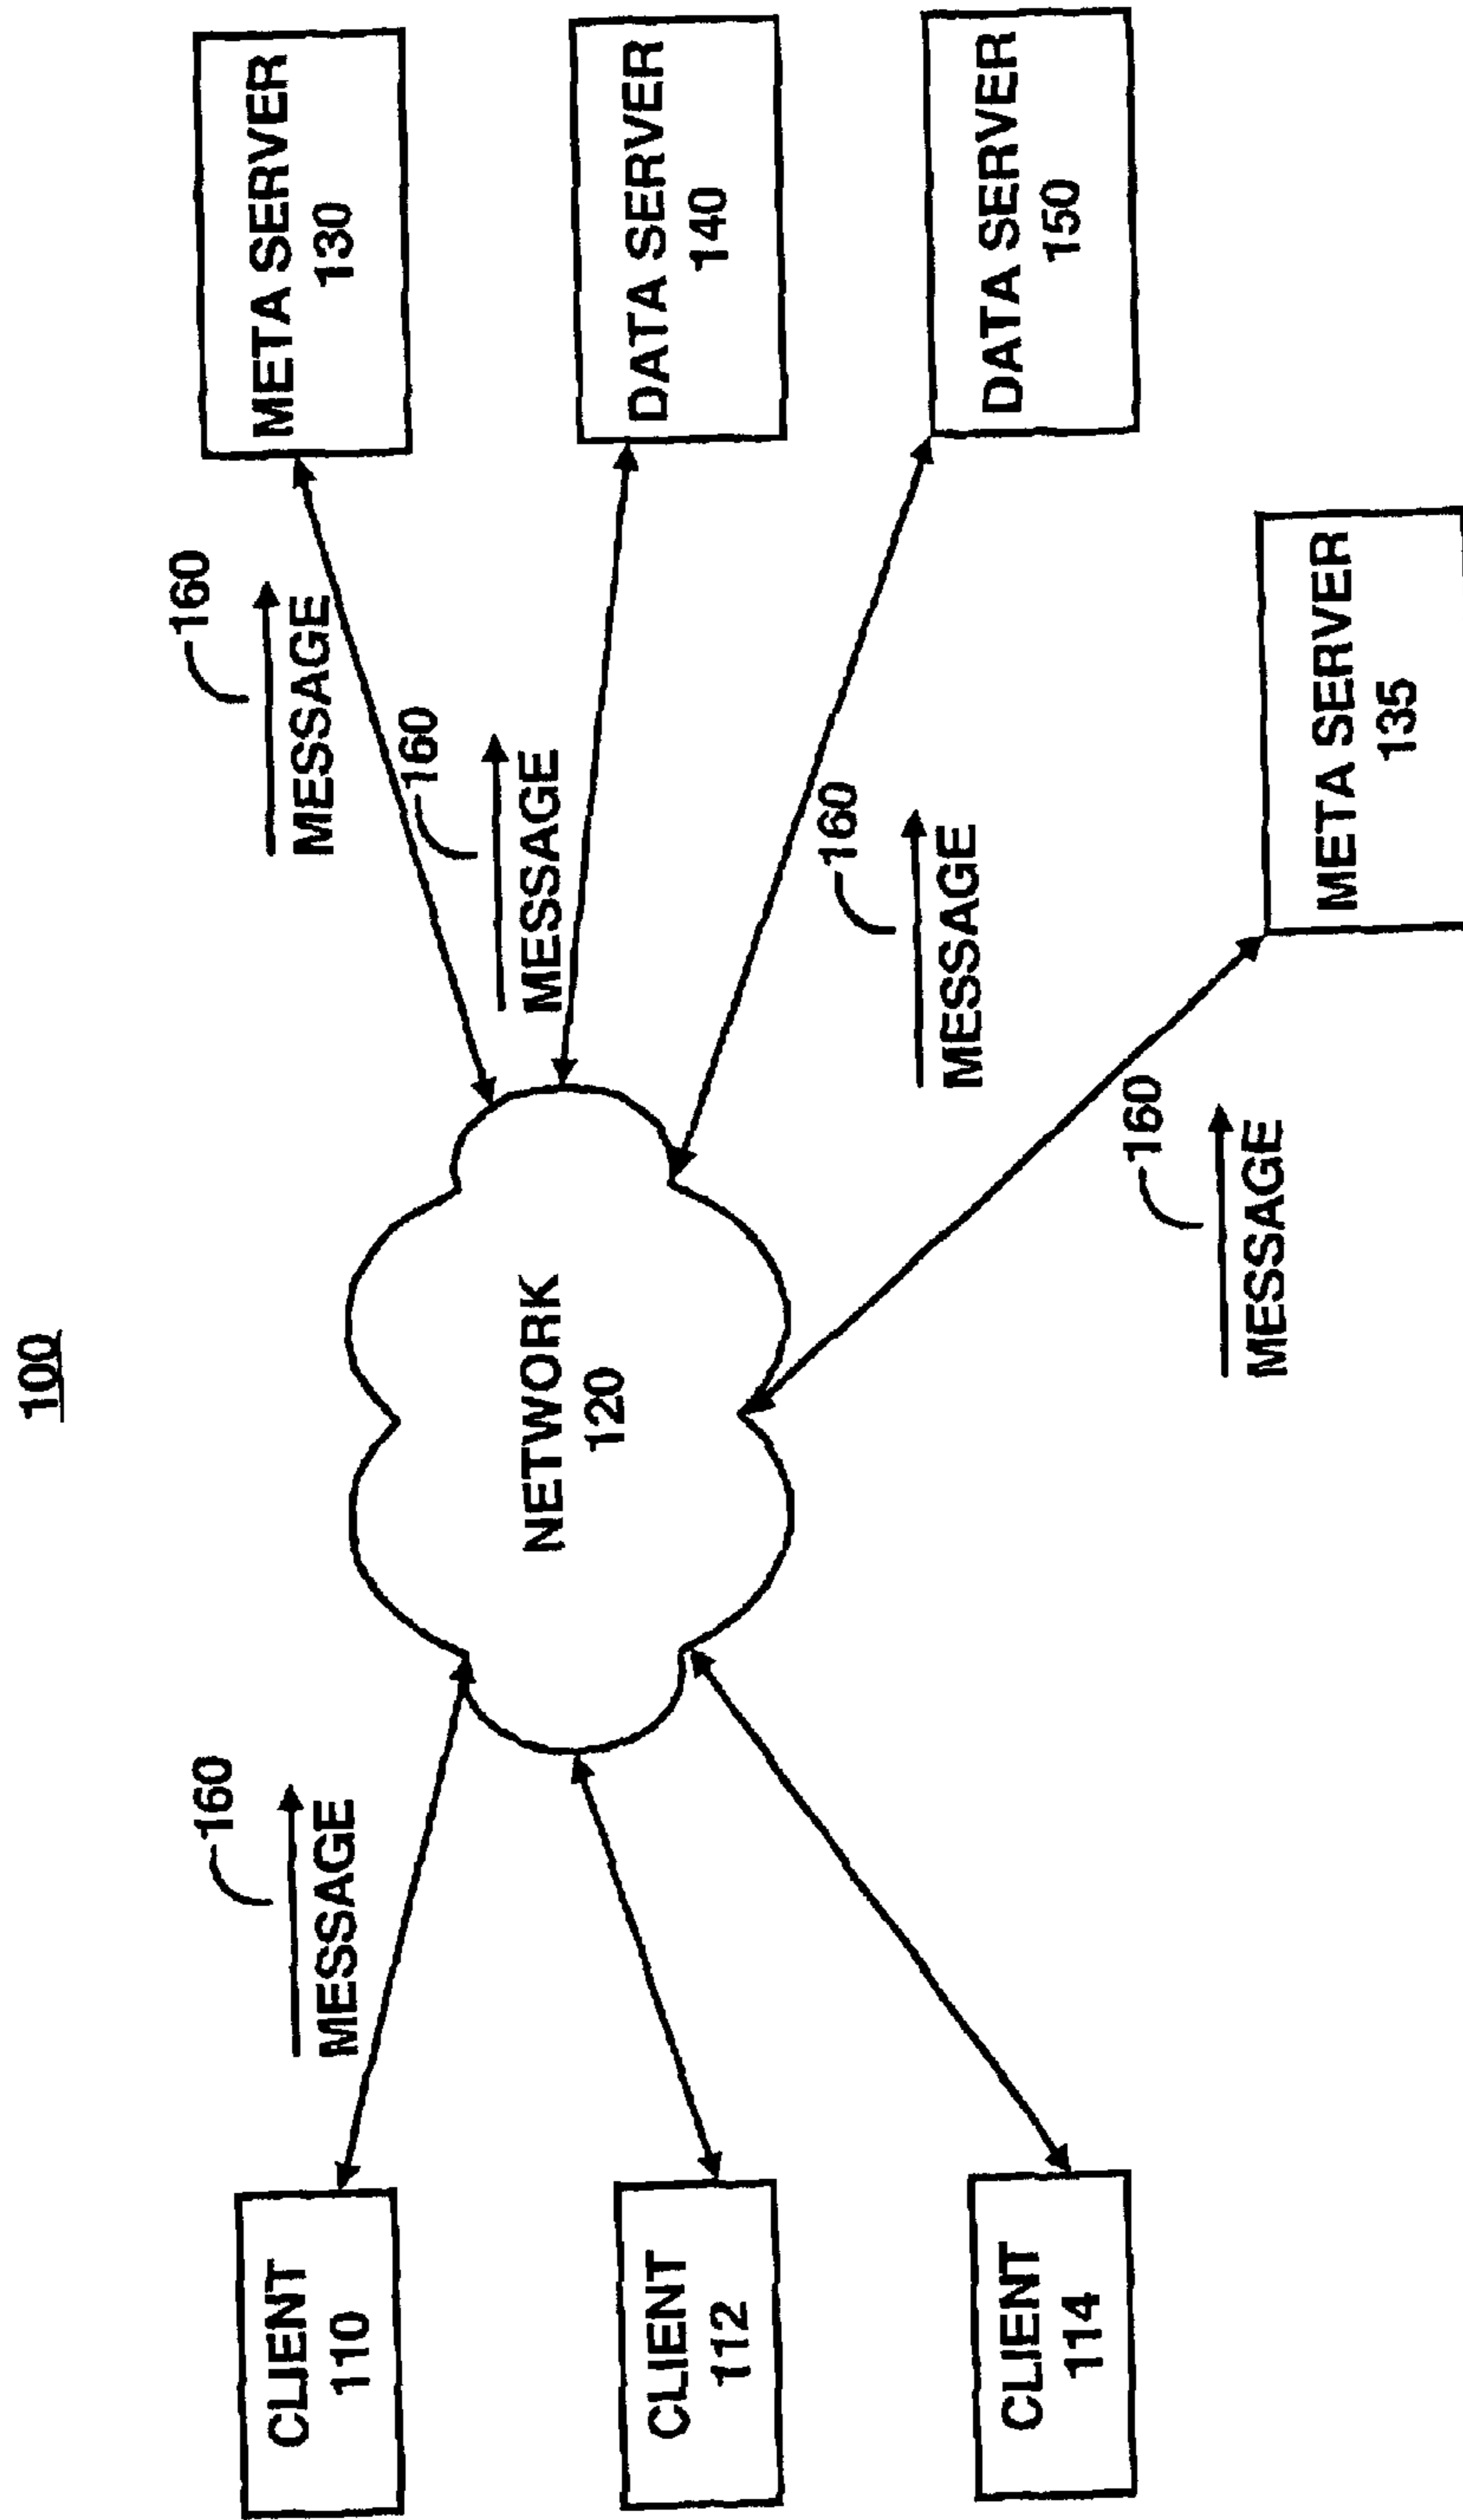 100
CLIENT
110
CLIENT
112
CLIENT
114
160
MESSAGE
NETWORK
120
160
MESSAGE
160
MESSAGE
160
MESSAGE
160
MESSAGE
META SERVER
130
DATA SERVER
140
DATA SERVER
150
META SERVER
135